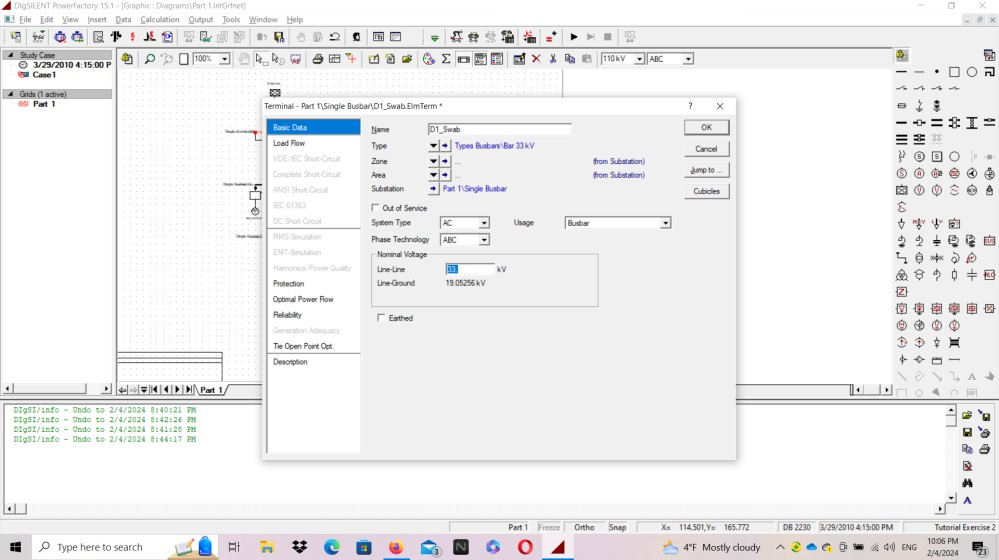 DIgSILENT PowerFactory 15.1 - [Graphic : Diagrams\Part 1.IntGrfnet]
File Edit View Insert Data Calculation Output Tools Window Help
Study Case
3/29/2010 4:15:00 P
Case1
Grids (1 active)
Part 1
100%
110 kV
ABC
Terminal - Part 1\Single Busbar\D1_Swab.ElmTerm *
? 
Basic Data
Load Flow
VDE/IEC Short-Circuit
Complete Short-Circuit
ANSI Short-Circuit
IEC 61363
DC Short-Circuit
RMS-Simulation
EMT-Simulation
Harmonics/Power Quality
Protection
Optimal Power Flow
Reliability
Generation Adequacy
Tie Open Point Opt.
Description
Name D1_Swab
Type Types Busbars\Bar 33 kV
Zone ... (from Substation)
Area ... (from Substation)
Substation Part 1\Single Busbar
Out of Service
System Type AC Usage Busbar
Phase Technology ABC
Nominal Voltage
Line-Line 33. kV
Line-Ground 19.05256 kV
Earthed
OK
Cancel
Jump to ...
Cubicles
Part 1
DIgSI/info - Undo to 2/4/2024 8:40:21 PM
DIgSI/info - Undo to 2/4/2024 8:42:26 PM
DIgSI/info - Undo to 2/4/2024 8:41:28 PM
DIgSI/info - Undo to 2/4/2024 8:44:17 PM
Part 1 Freeze Ortho Snap X= 114.501,Y= 165.772 DB 2230 3/29/2010 4:15:00 PM Tutorial Exercise 2
Type here to search
4°F Mostly cloudy
ENG
10:06 PM
2/4/2024